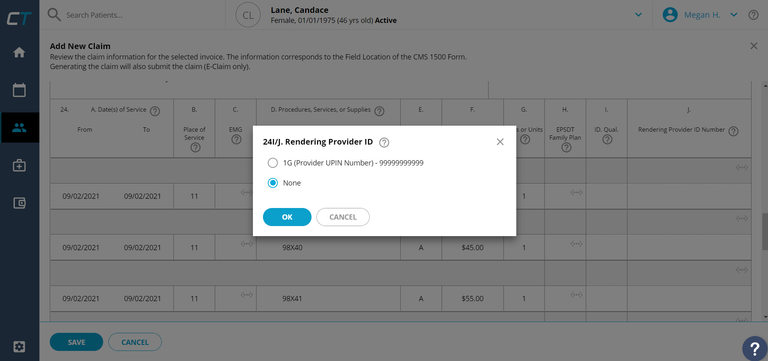 CT
Search Patients...
CL
Lane, Candace
Female, 01/01/1975 (46 yrs old) Active
Megan H.
?
Add New Claim
Review the claim information for the selected invoice. The information corresponds to the Field Location of the CMS 1500 Form.
Generating the claim will also submit the claim (E-Claim only).
24. A. Date(s) of Service ? B. C. D. Procedures, Services, or Supplies ? E. F. G. H. I. J.
From To Place of Service ? EMG ? s or Units ? EPSDT Family Plan ? ID. Qual. ? Rendering Provider ID Number ?
24I/J. Rendering Provider ID ?
1G (Provider UPIN Number) - 99999999999
None
OK CANCEL
09/02/2021 09/02/2021 11 1
09/02/2021 09/02/2021 11 98X40 A $45.00 1
09/02/2021 09/02/2021 11 98X41 A $55.00 1
SAVE CANCEL
?